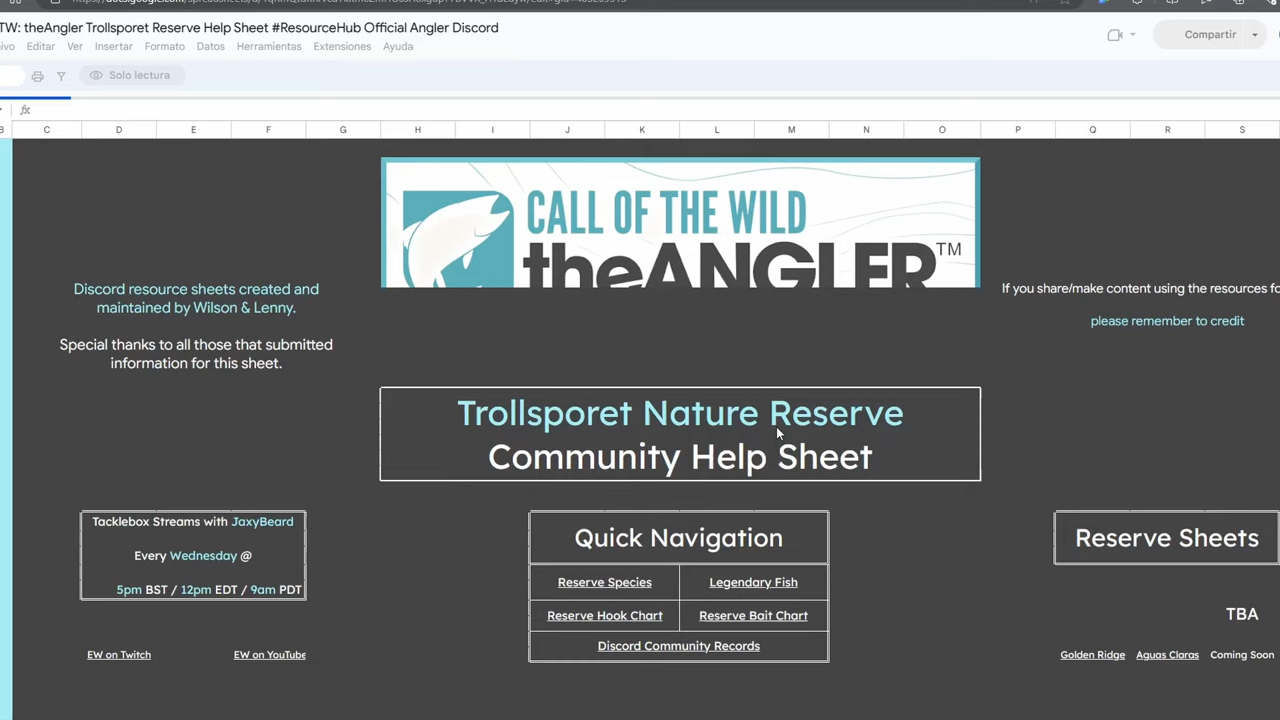 TW: theAngler Trollsporet Reserve Help Sheet #ResourceHub Official Angler Discord
Editar Ver Insertar Formato Datos Herramientas Extensiones Ayuda
Compartir
Solo lectura
fx
B C D E F G H I J K L M N O P Q R S
CALL OF THE WILD
theANGLER™
Discord resource sheets created and
maintained by Wilson & Lenny.
Special thanks to all those that submitted
information for this sheet.
If you share/make content using the resources
please remember to credit
Trollsporet Nature Reserve
Community Help Sheet
Tacklebox Streams with JaxyBeard
Every Wednesday @
5pm BST / 12pm EDT / 9am PDT
EW on Twitch
EW on YouTube
Quick Navigation
Reserve Species
Legendary Fish
Reserve Hook Chart
Reserve Bait Chart
Discord Community Records
Reserve Sheets
TBA
Golden Ridge
Aguas Claras
Coming Soon